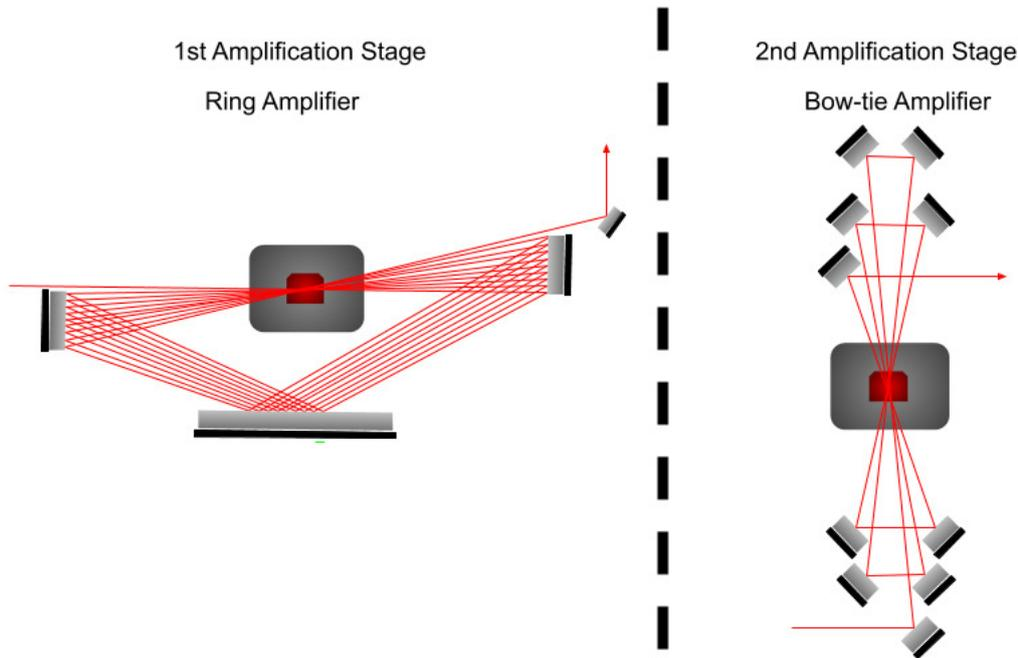 1st Amplification Stage
Ring Amplifier
2nd Amplification Stage
Bow-tie Amplifier